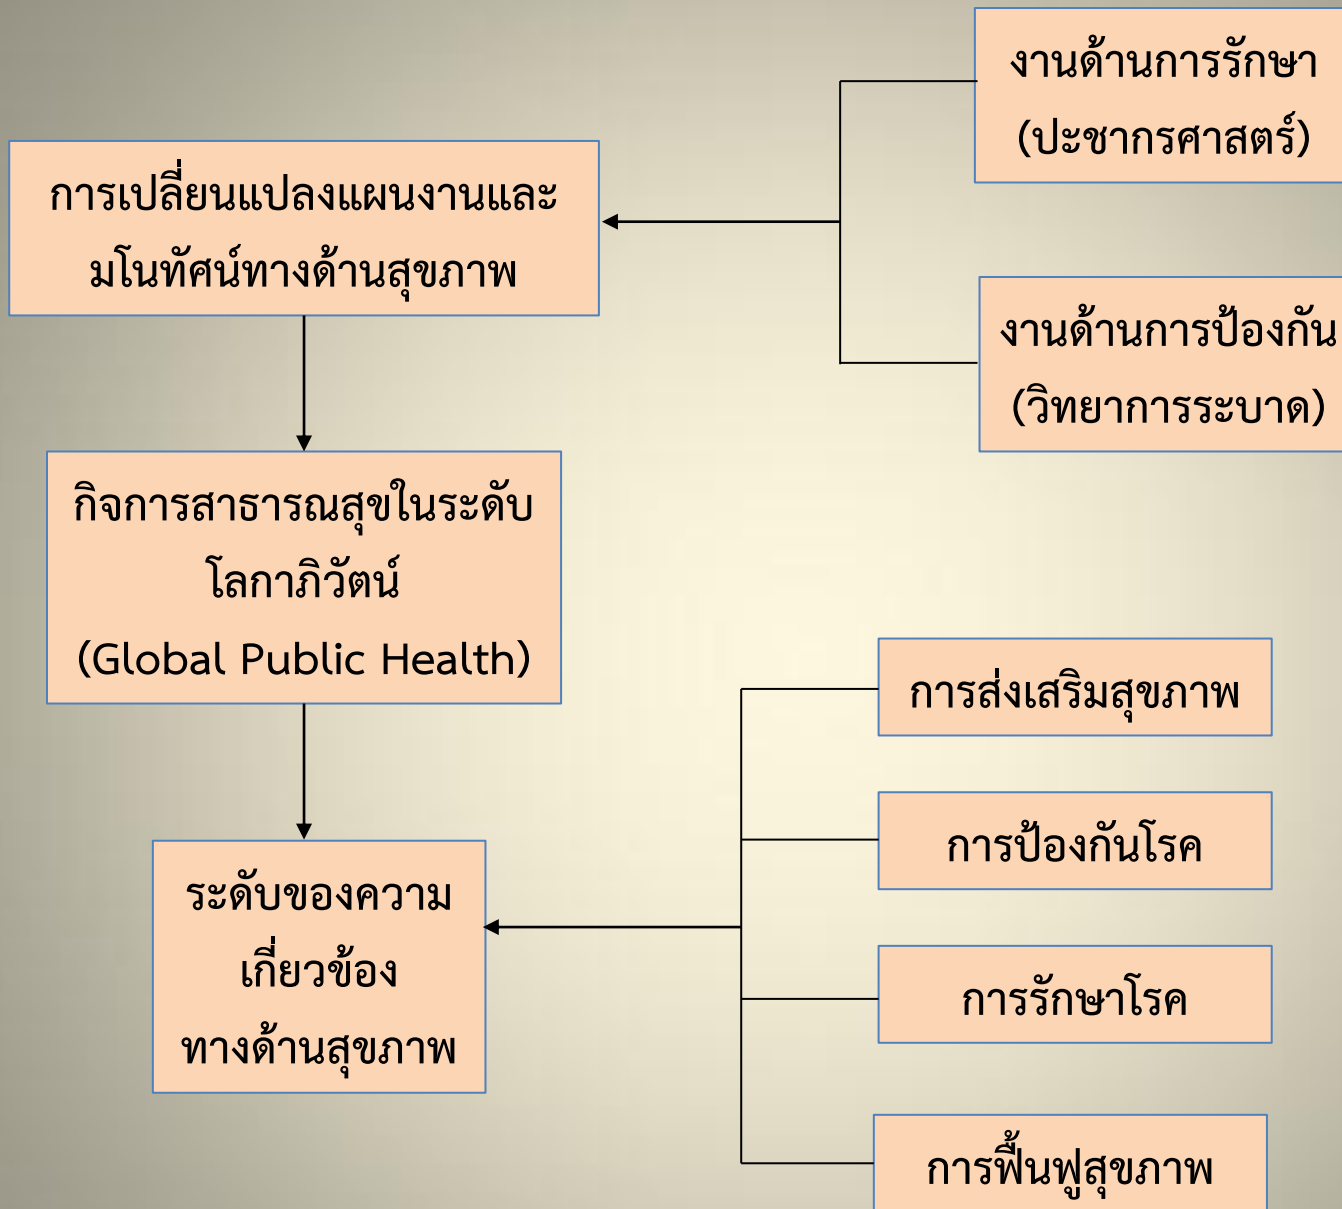 งานด้านการรักษา
(ปะชากรศาสตร์)
การเปลี่ยนแปลงแผนงานและ
มโนทัศน์ทางด้านสุขภาพ
งานด้านการป้องกัน
(วิทยาการระบาด)
กิจการสาธารณสุขในระดับ
โลกาภิวัตน์
(Global Public Health)
การส่งเสริมสุขภาพ
การป้องกันโรค
การรักษาโรค
การฟื้นฟูสุขภาพ
ระดับของความ
เกี่ยวข้อง
ทางด้านสุขภาพ